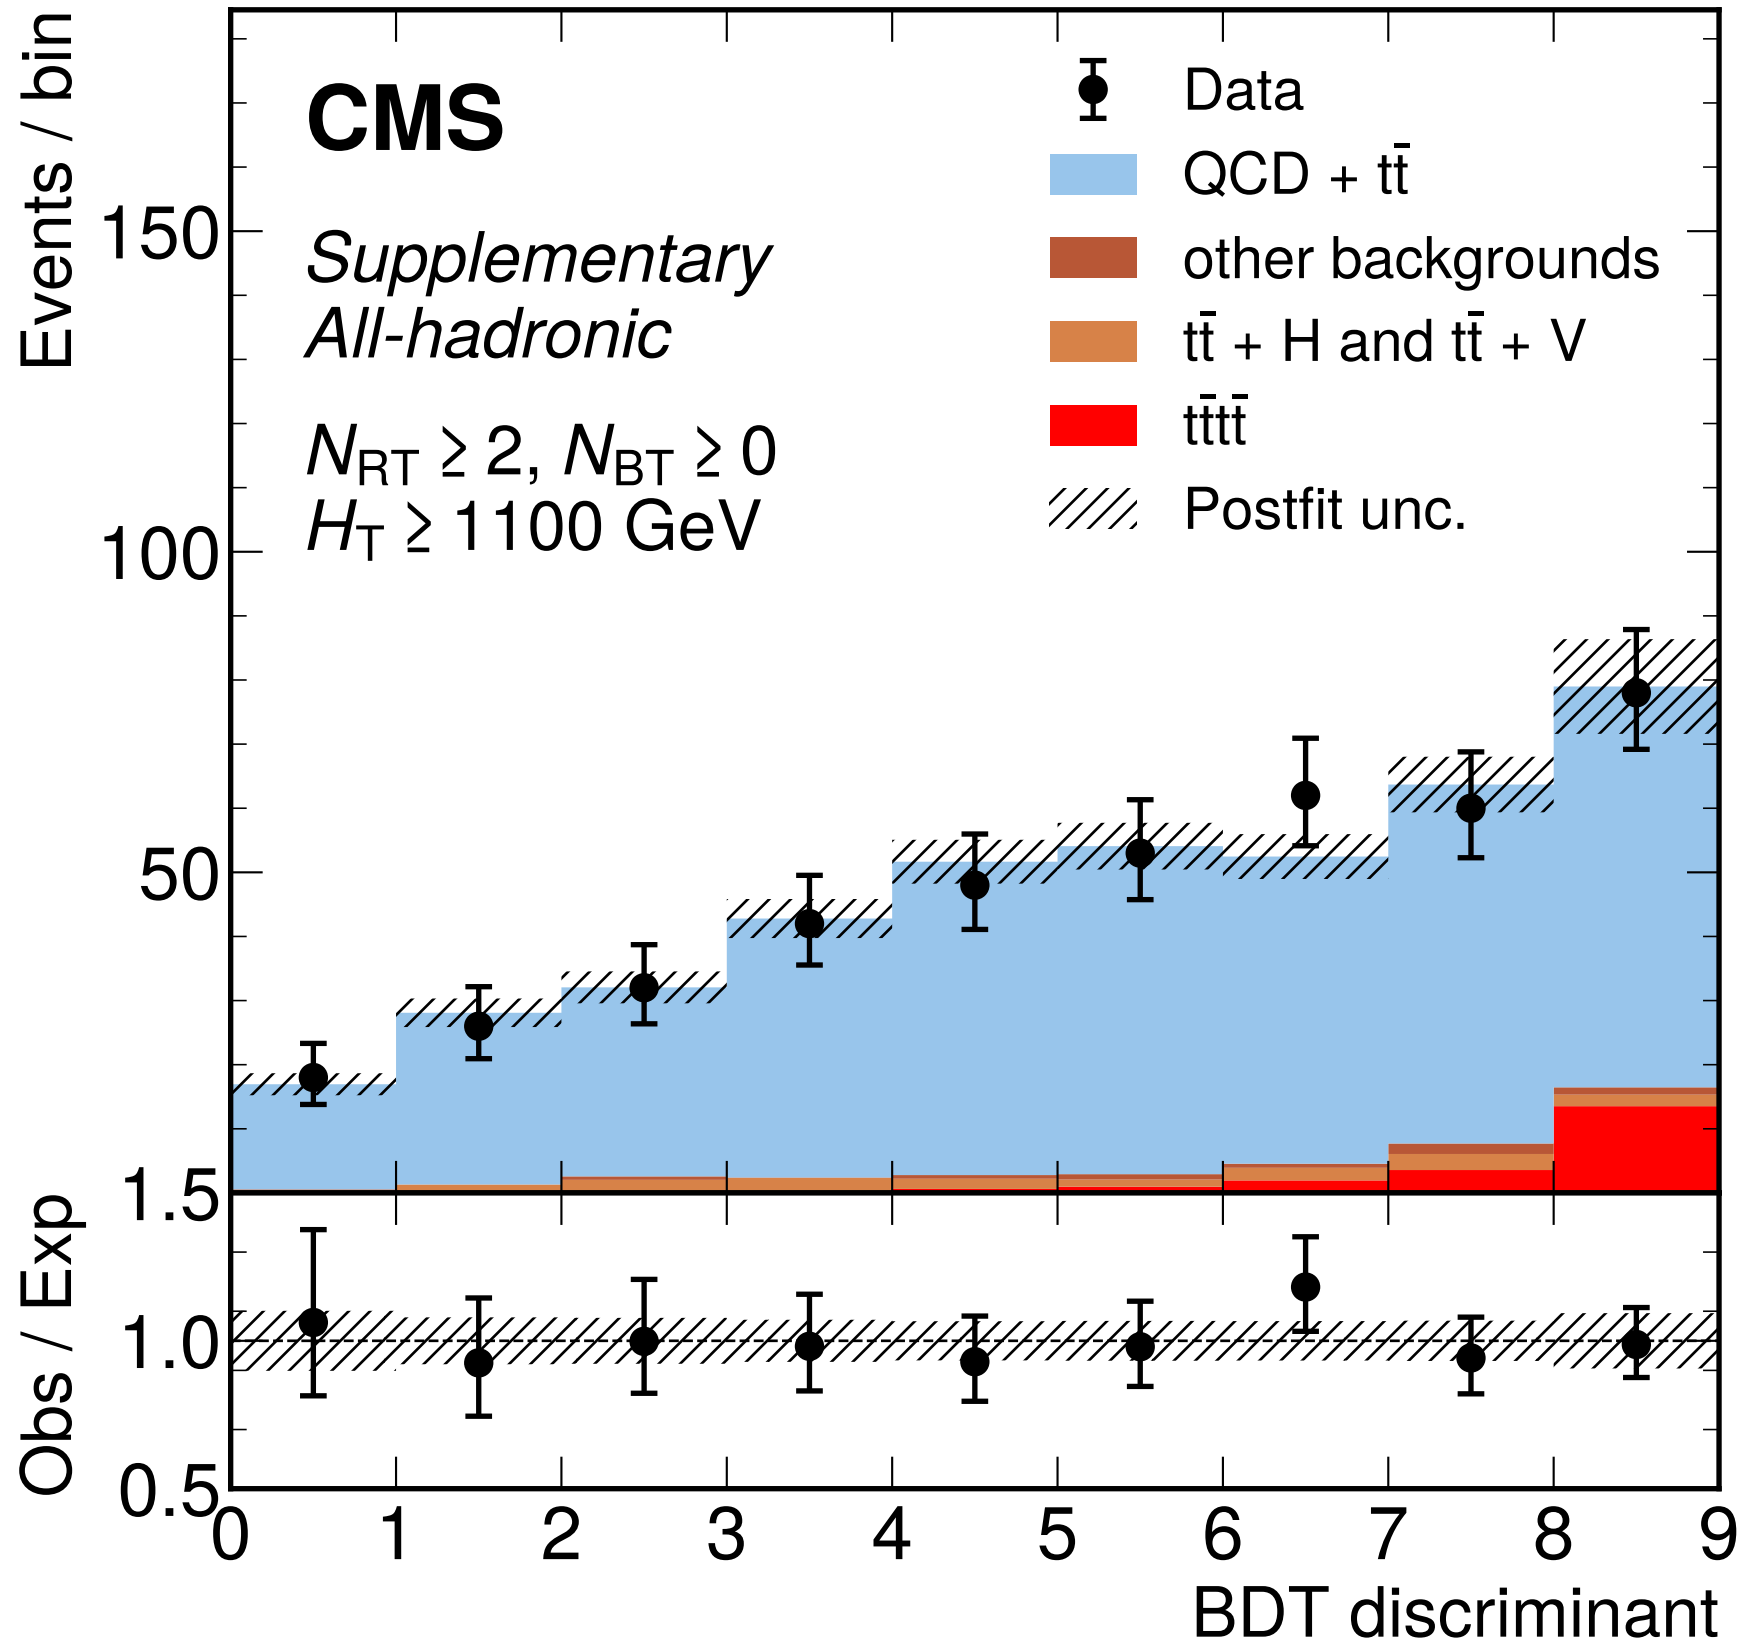 CMS
Supplementary
All-hadronic
N_RT ≥ 2, N_BT ≥ 0
H_T ≥ 1100 GeV
Data
QCD + tt̄
other backgrounds
tt̄ + H and tt̄ + V
tt̄tt̄
Postfit unc.
Events / bin
150
100
50
Obs / Exp
1.5
1.0
0.5
0 1 2 3 4 5 6 7 8 9
BDT discriminant